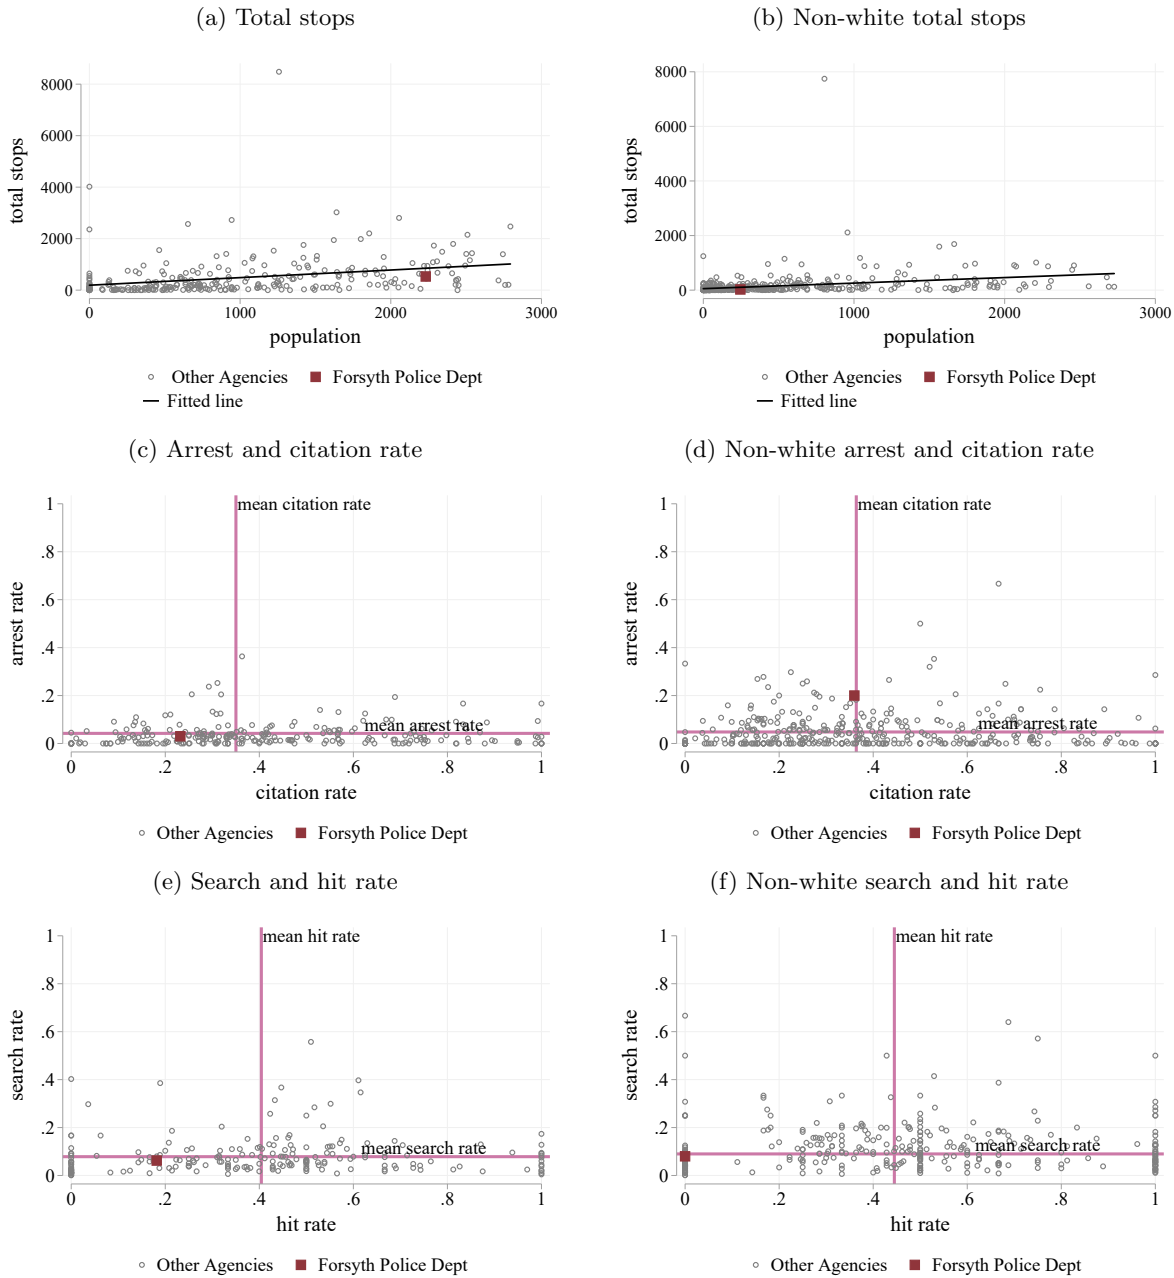 (a) Total stops
8000
6000
4000
2000
0
total stops
0 1000 2000 3000
population
Other Agencies Forsyth Police Dept
Fitted line
(b) Non-white total stops
8000
6000
4000
2000
0
total stops
0 1000 2000 3000
population
Other Agencies Forsyth Police Dept
Fitted line
(c) Arrest and citation rate
mean citation rate
1
.8
.6
.4
.2
0
arrest rate
mean arrest rate
0 .2 .4 .6 .8 1
citation rate
Other Agencies Forsyth Police Dept
(d) Non-white arrest and citation rate
mean citation rate
1
.8
.6
.4
.2
0
arrest rate
mean arrest rate
0 .2 .4 .6 .8 1
citation rate
Other Agencies Forsyth Police Dept
(e) Search and hit rate
mean hit rate
1
.8
.6
.4
.2
0
search rate
mean search rate
0 .2 .4 .6 .8 1
hit rate
Other Agencies Forsyth Police Dept
(f) Non-white search and hit rate
mean hit rate
1
.8
.6
.4
.2
0
search rate
mean search rate
0 .2 .4 .6 .8 1
hit rate
Other Agencies Forsyth Police Dept